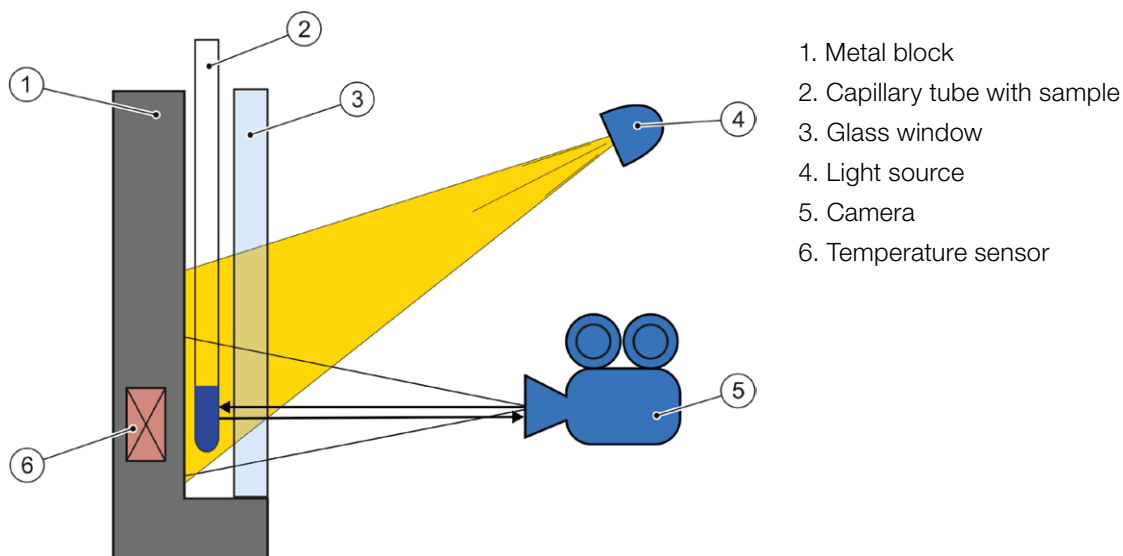 2
1
3
4
5
6
1. Metal block
2. Capillary tube with sample
3. Glass window
4. Light source
5. Camera
6. Temperature sensor